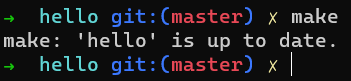 ➜  hello git:(master) ✗ make
make: 'hello' is up to date.
➜  hello git:(master) ✗